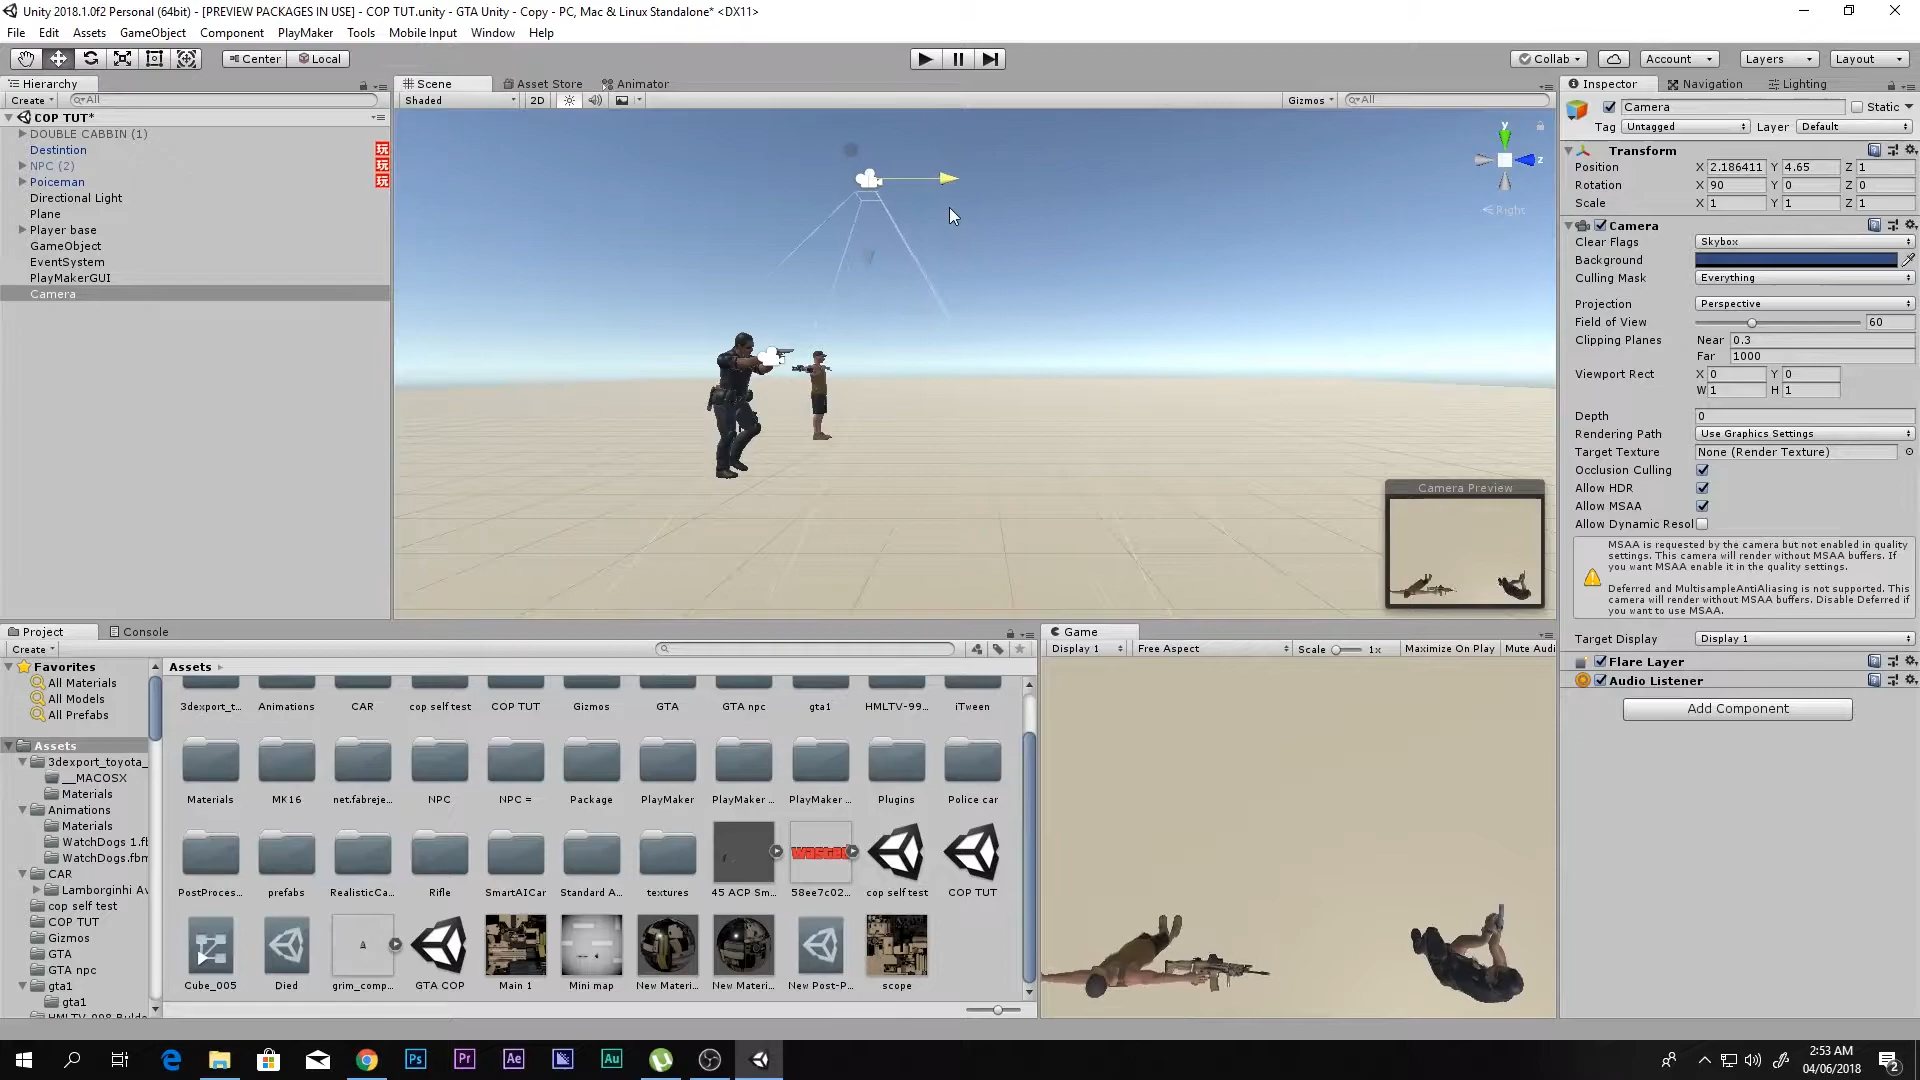 Unity 2018.1.0f2 Personal (64bit) - [PREVIEW PACKAGES IN USE] - COP TUT.unity - GTA Unity - Copy - PC, Mac & Linux Standalone* <DX11>
File Edit Assets GameObject Component PlayMaker Tools Mobile Input Window Help
Center Local Collab Account Layers Layout
Hierarchy
Create All
COP TUT*
DOUBLE CABBIN (1)
Destintion 玩
NPC (2) 玩
Poiceman 玩
Directional Light
Plane
Player base
GameObject
EventSystem
PlayMakerGUI
Camera
Scene Asset Store Animator
Shaded 2D Gizmos All
y
z
Right
Camera Preview
Inspector Navigation Lighting
Camera Static
Tag Untagged Layer Default
Transform
Position X 2.186411 Y 4.65 Z 1
Rotation X 90 Y 0 Z 0
Scale X 1 Y 1 Z 1
Camera
Clear Flags Skybox
Background
Culling Mask Everything
Projection Perspective
Field of View 60
Clipping Planes Near 0.3
Far 1000
Viewport Rect X 0 Y 0
W 1 H 1
Depth 0
Rendering Path Use Graphics Settings
Target Texture None (Render Texture)
Occlusion Culling
Allow HDR
Allow MSAA
Allow Dynamic Resol
MSAA is requested by the camera but not enabled in quality
settings. This camera will render without MSAA buffers. If
you want MSAA enable it in the quality settings.
Deferred and MultisampleAntiAliasing is not supported. This
camera will render without MSAA buffers. Disable Deferred if
you want to use MSAA.
Target Display Display 1
Flare Layer
Audio Listener
Add Component
Project Console
Create
Favorites
All Materials
All Models
All Prefabs
Assets
3dexport_toyota_
__MACOSX
Materials
Animations
Materials
WatchDogs 1.fb
WatchDogs.fbm
CAR
Lamborginhi Av
cop self test
COP TUT
Gizmos
GTA
GTA npc
gta1
gta1
Assets
3dexport_t... Animations CAR cop self test COP TUT Gizmos GTA GTA npc gta1 HMLTV-99... iTween
Materials MK16 net.fabreje... NPC NPC = Package PlayMaker PlayMaker ... PlayMaker ... Plugins Police car
wasted
PostProces... prefabs RealisticCa... Rifle SmartAICar Standard A... textures 45 ACP Sm... 58ee7c02... cop self test COP TUT
Cube_005 Died grim_comp... GTA COP Main 1 Mini map New Materi... New Materi... New Post-P... scope
Game
Display 1 Free Aspect Scale 1x Maximize On Play Mute Audi
Ps Pr Ae Au
2:53 AM
04/06/2018
2